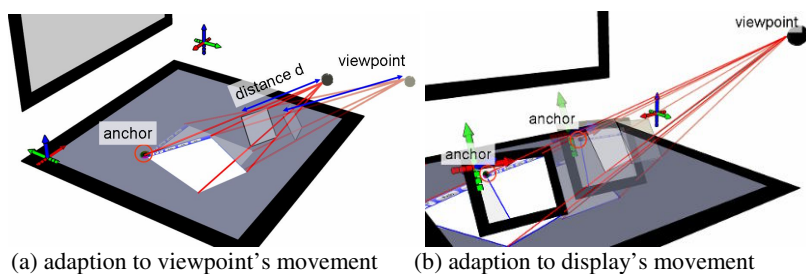 viewpoint
distance d
anchor
(a) adaption to viewpoint's movement
viewpoint
anchor
anchor
(b) adaption to display's movement